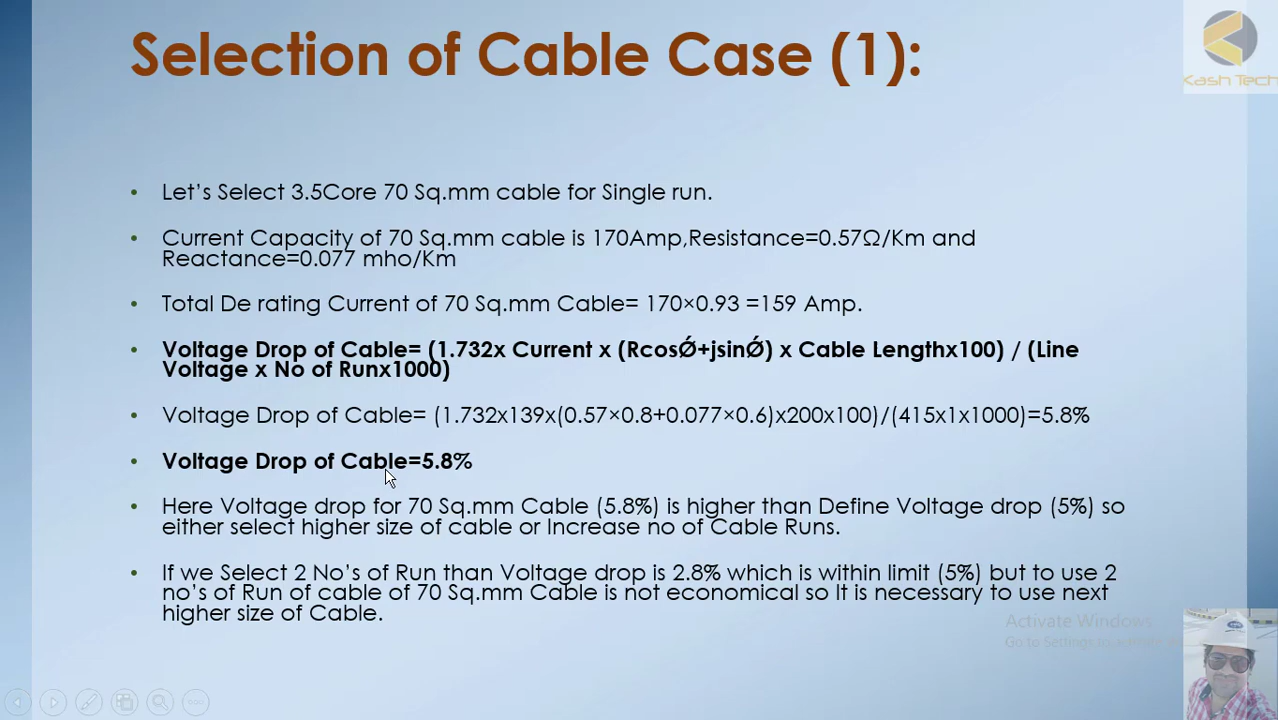 Selection of Cable Case (1):
Kash Tech
• Let's Select 3.5Core 70 Sq.mm cable for Single run.
• Current Capacity of 70 Sq.mm cable is 170Amp,Resistance=0.57Ω/Km and
Reactance=0.077 mho/Km
• Total De rating Current of 70 Sq.mm Cable= 170×0.93 =159 Amp.
• Voltage Drop of Cable= (1.732x Current x (RcosǾ+jsinǾ) x Cable Lengthx100) / (Line
Voltage x No of Runx1000)
• Voltage Drop of Cable= (1.732x139x(0.57×0.8+0.077×0.6)x200x100)/(415x1x1000)=5.8%
• Voltage Drop of Cable=5.8%
• Here Voltage drop for 70 Sq.mm Cable (5.8%) is higher than Define Voltage drop (5%) so
either select higher size of cable or Increase no of Cable Runs.
• If we Select 2 No's of Run than Voltage drop is 2.8% which is within limit (5%) but to use 2
no's of Run of cable of 70 Sq.mm Cable is not economical so It is necessary to use next
higher size of Cable.
Activate Windows
Go to Settings to activate